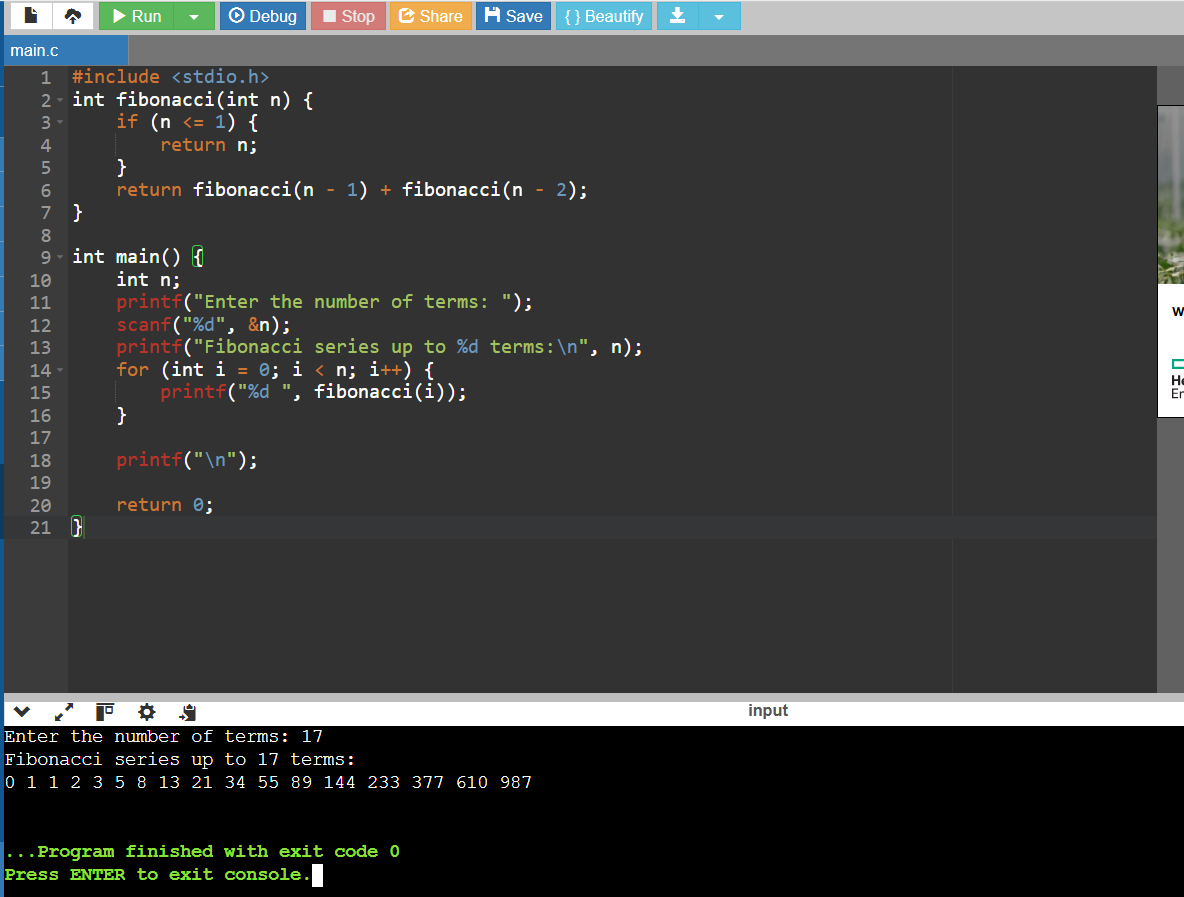 Run Debug Stop Share Save { } Beautify
main.c
1 #include <stdio.h>
2 int fibonacci(int n) {
3     if (n <= 1) {
4         return n;
5     }
6     return fibonacci(n - 1) + fibonacci(n - 2);
7 }
8
9 int main() {
10     int n;
11     printf("Enter the number of terms: ");
12     scanf("%d", &n);
13     printf("Fibonacci series up to %d terms:\n", n);
14     for (int i = 0; i < n; i++) {
15         printf("%d ", fibonacci(i));
16     }
17
18     printf("\n");
19
20     return 0;
21 }
input
Enter the number of terms: 17
Fibonacci series up to 17 terms:
0 1 1 2 3 5 8 13 21 34 55 89 144 233 377 610 987
...Program finished with exit code 0
Press ENTER to exit console.